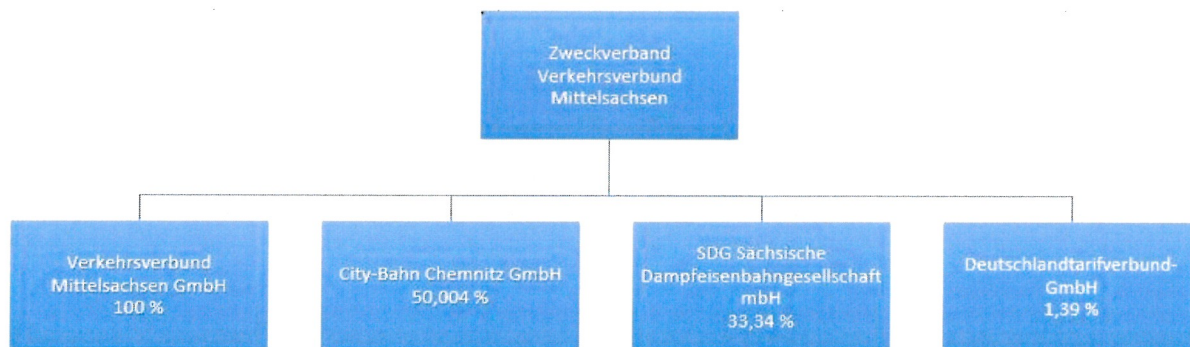 Zweckverband
Verkehrsverbund
Mittelsachsen
Verkehrsverbund
Mittelsachsen GmbH
100 %
City-Bahn Chemnitz GmbH
50,004 %
SDG Sächsische
Dampfeisenbahngesellschaft
mbH
33,34 %
Deutschlandtarifverbund-
GmbH
1,39 %